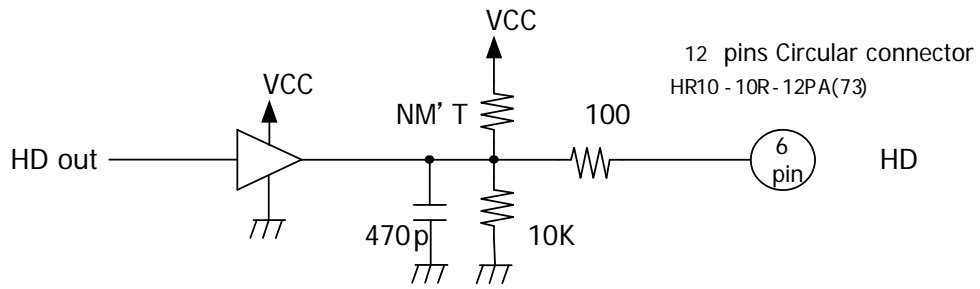 VCC
12 pins Circular connector
HR10-10R-12PA(73)
VCC
NM' T
100
HD out
6
pin
HD
470p
10K